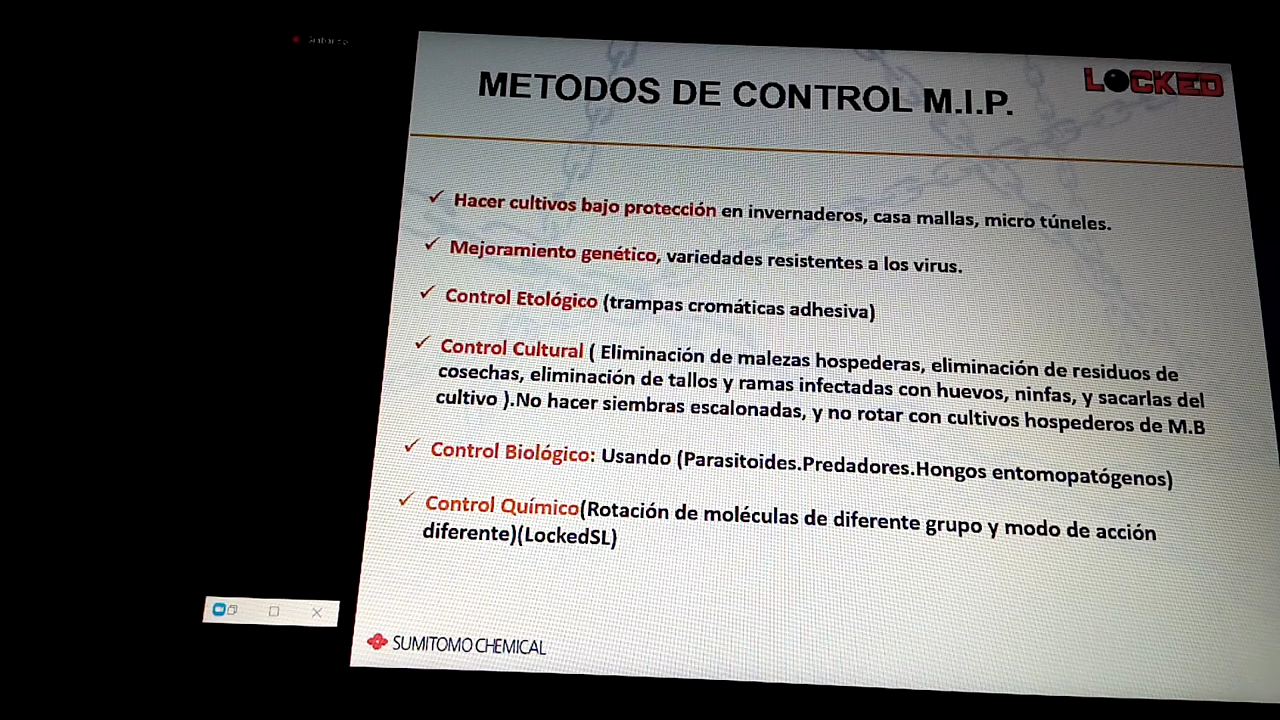 METODOS DE CONTROL M.I.P.
LOCKED
✓ Hacer cultivos bajo protección en invernaderos, casa mallas, micro túneles.
✓ Mejoramiento genético, variedades resistentes a los virus.
✓ Control Etológico (trampas cromáticas adhesiva)
✓ Control Cultural ( Eliminación de malezas hospederas, eliminación de residuos de
cosechas, eliminación de tallos y ramas infectadas con huevos, ninfas, y sacarlas del
cultivo ).No hacer siembras escalonadas, y no rotar con cultivos hospederos de M.B
✓ Control Biológico: Usando (Parasitoides.Predadores.Hongos entomopatógenos)
✓ Control Químico(Rotación de moléculas de diferente grupo y modo de acción
diferente)(LockedSL)
SUMITOMO CHEMICAL